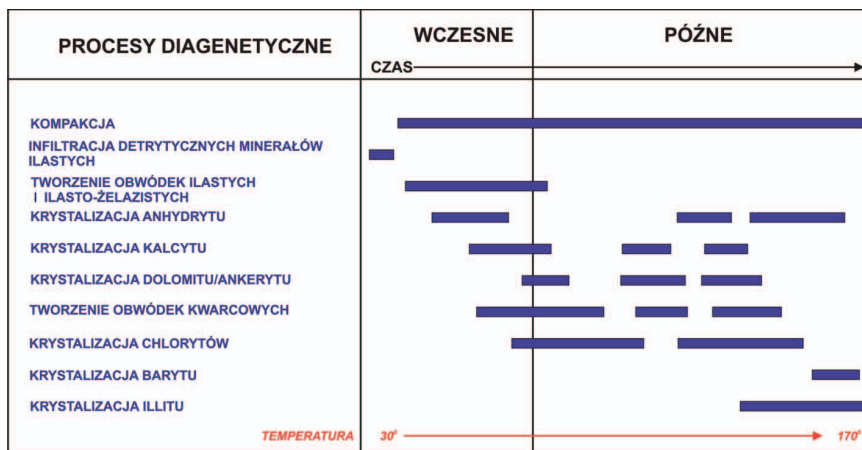 PROCESY DIAGENETYCZNE
WCZESNE
PÓŹNE
CZAS
KOMPAKCJA
INFILTRACJA DETRYTYCZNYCH MINERAŁÓW
ILASTYCH
TWORZENIE OBWÓDEK ILASTYCH
I ILASTO-ŻELAZISTYCH
KRYSTALIZACJA ANHYDRYTU
KRYSTALIZACJA KALCYTU
KRYSTALIZACJA DOLOMITU/ANKERYTU
TWORZENIE OBWÓDEK KWARCOWYCH
KRYSTALIZACJA CHLORYTÓW
KRYSTALIZACJA BARYTU
KRYSTALIZACJA ILLITU
TEMPERATURA 30° 170°